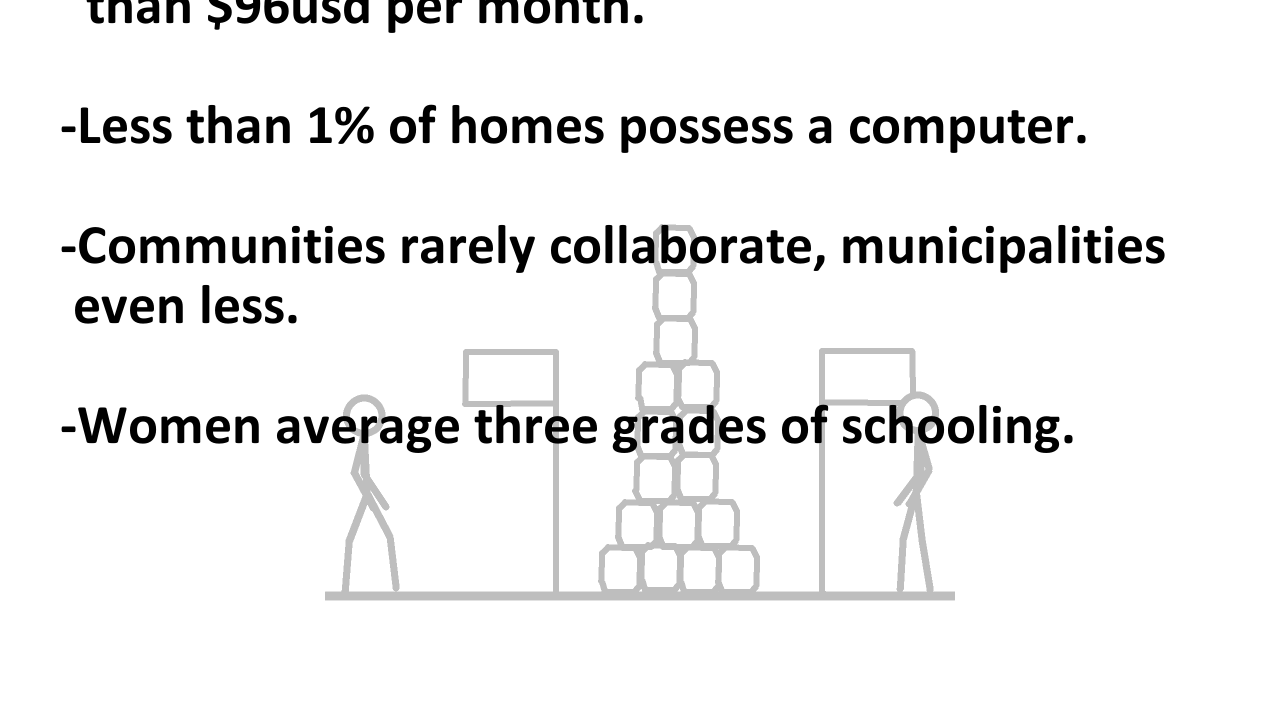 than $96usd per month.
-Less than 1% of homes possess a computer.
-Communities rarely collaborate, municipalities
even less.
-Women average three grades of schooling.